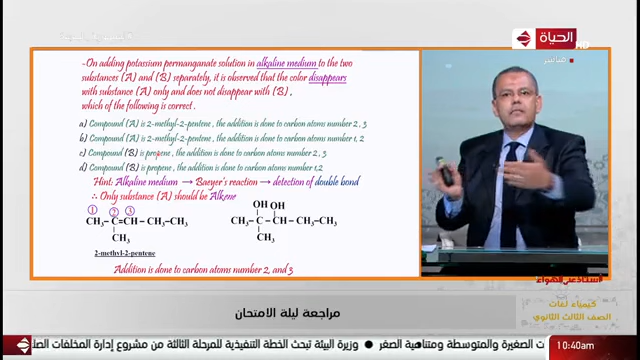 الحياة
HD
مباشر
-On adding potassium permanganate solution in alkaline medium to the two
substances (A) and (B) separately, it is observed that the color disappears
with substance (A) only and does not disappear with (B) ,
which of the following is correct .
a) Compound (A) is 2-methyl-2-pentene , the addition is done to carbon atoms number 2 , 3
b) Compound (A) is 2-methyl-2-pentene , the addition is done to carbon atoms number 1, 2
c) Compound (B) is propene , the addition is done to carbon atoms number 2 , 3
d) Compound (B) is propene , the addition is done to carbon atoms number 1,2
Hint: Alkaline medium → Baeyer's reaction → detection of double bond
∴ Only substance (A) should be Alkene
① ② ③
CH₃–C=CH–CH₂–CH₃
CH₃
2-methyl-2-pentene
OH OH
CH₃–C–CH–CH₂–CH₃
CH₃
Addition is done to carbon atoms number 2, and 3
#أستاذ_على_الهواء
مراجعة ليلة الامتحان
كيمياء لغات
الصف الثالث الثانوي
ت الصغيرة والمتوسطة ومتناهية الصغر • وزيرة البيئة تبحث الخطة التنفيذية للمرحلة الثالثة من مشروع إدارة المخلفات الصلـ
10:40am